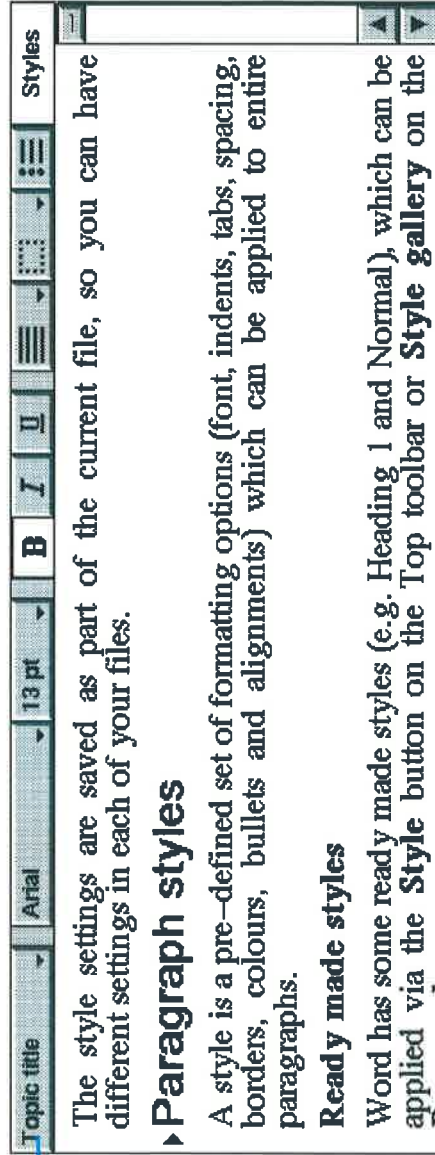 Topic title Arial 13 pt B I U Styles
The style settings are saved as part of the current file, so you can have
different settings in each of your files.
Paragraph styles
A style is a pre-defined set of formatting options (font, indents, tabs, spacing,
borders, colours, bullets and alignments) which can be applied to entire
paragraphs.
Ready made styles
Word has some ready made styles (e.g. Heading 1 and Normal), which can be
applied via the Style button on the Top toolbar or Style gallery on the